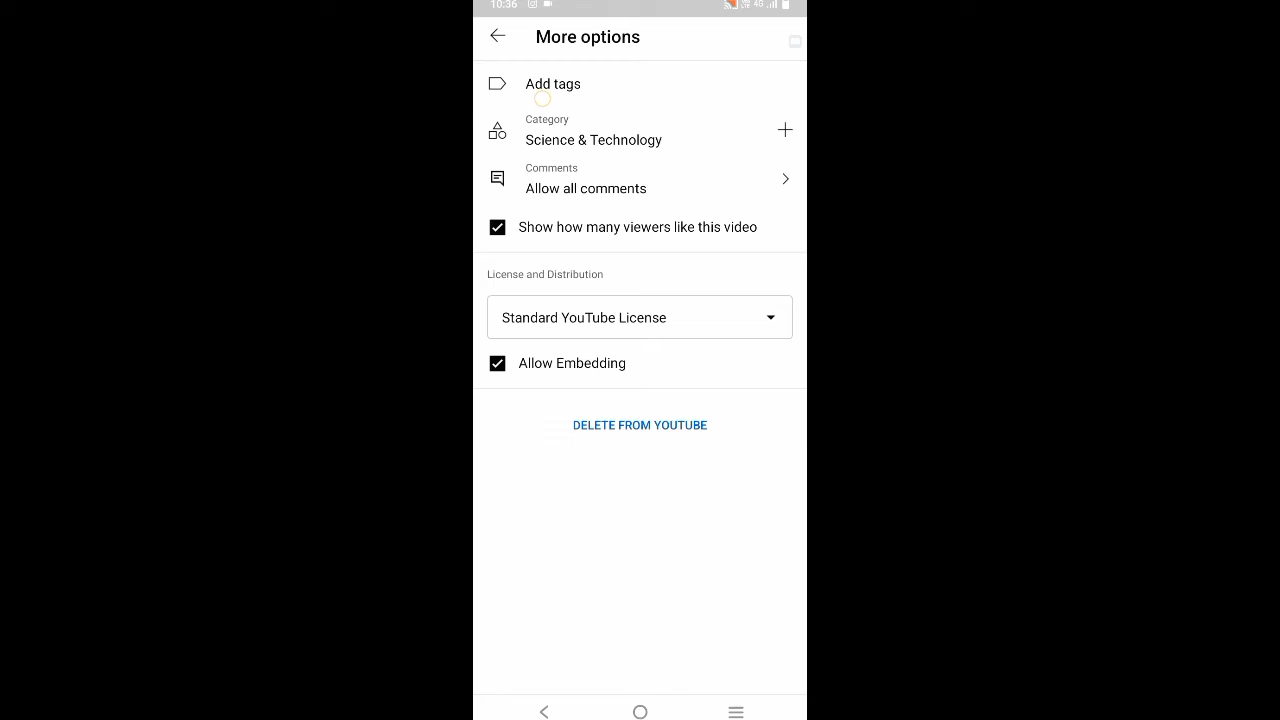 10:36
4G
More options
Add tags
Category
Science & Technology
Comments
Allow all comments
Show how many viewers like this video
License and Distribution
Standard YouTube License
Allow Embedding
DELETE FROM YOUTUBE